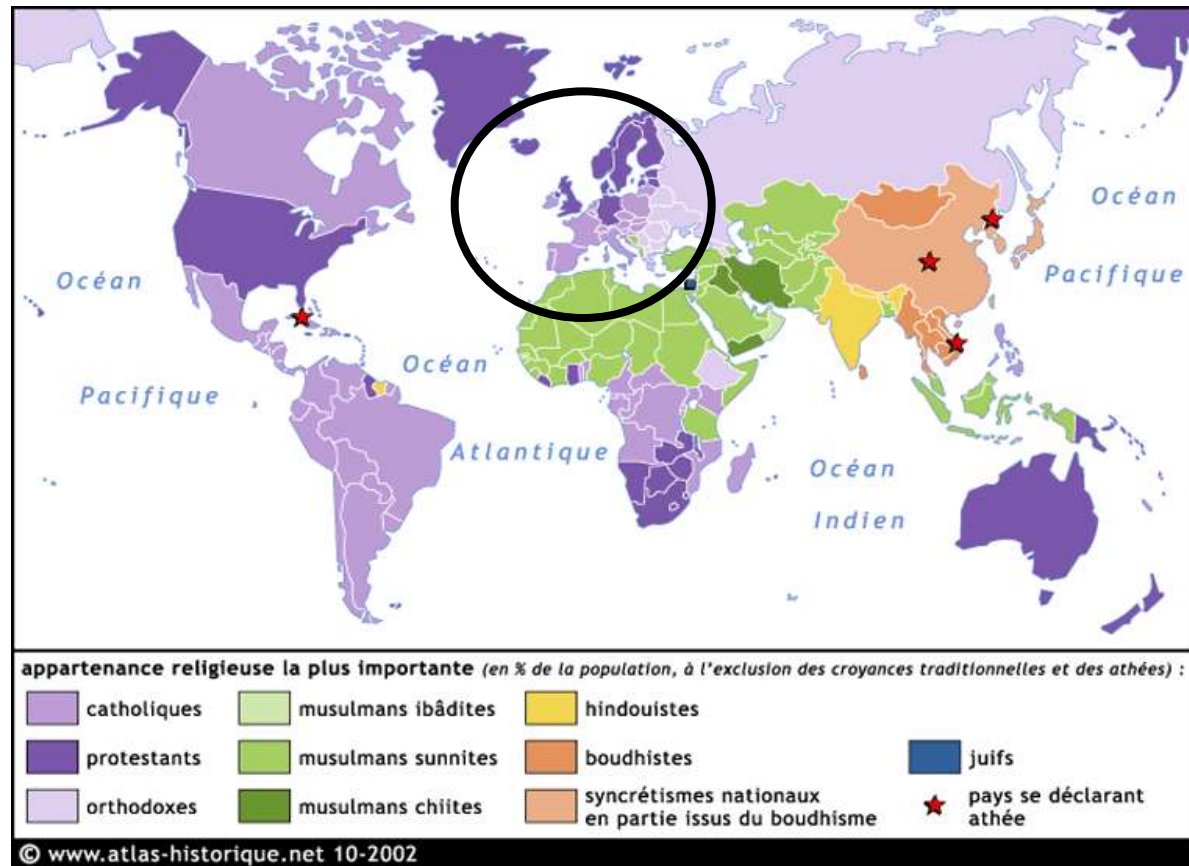 Océan
Pacifique
Océan
Pacifique
Océan
Atlantique
Océan
Indien
appartenance religieuse la plus importante (en % de la population, à l'exclusion des croyances traditionnelles et des athées) :
catholiques
musulmans ibâdites
hindouistes
protestants
musulmans sunnites
boudhistes
juifs
orthodoxes
musulmans chiites
syncrétismes nationaux
en partie issus du boudhisme
pays se déclarant
athée
© www.atlas-historique.net 10-2002